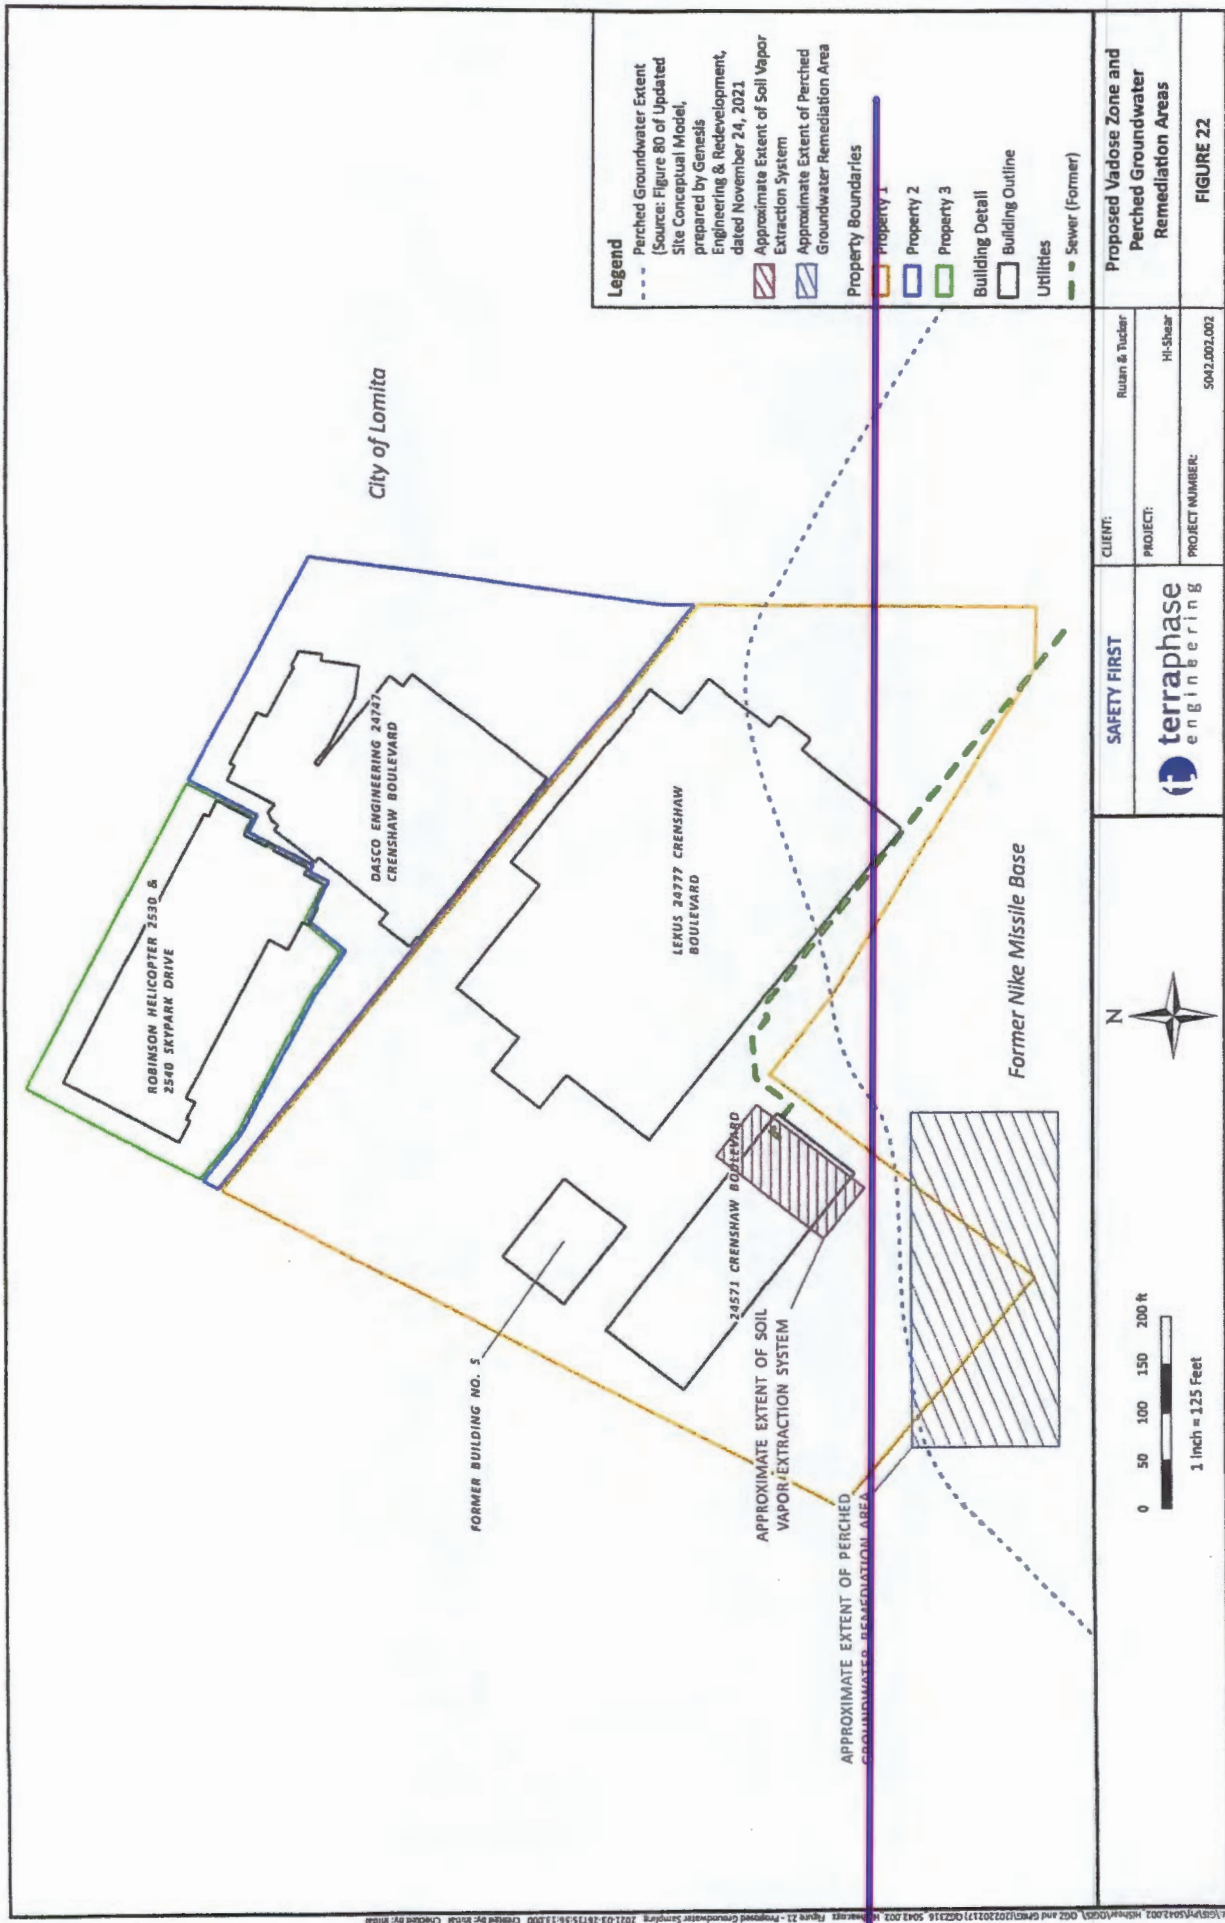 City of Lomita
ROBINSON HELICOPTER 2530 &
2540 SKYPARK DRIVE
DASCO ENGINEERING 24747
CRENSHAW BOULEVARD
LEXUS 24777 CRENSHAW
BOULEVARD
FORMER BUILDING NO. 5
24571 CRENSHAW BOULEVARD
APPROXIMATE EXTENT OF SOIL
VAPOR EXTRACTION SYSTEM
APPROXIMATE EXTENT OF PERCHED
GROUNDWATER REMEDIATION AREA
Former Nike Missile Base
Legend
Perched Groundwater Extent
(Source: Figure 80 of Updated
Site Conceptual Model,
prepared by Genesis
Engineering & Redevelopment,
dated November 24, 2021
Approximate Extent of Soil Vapor
Extraction System
Approximate Extent of Perched
Groundwater Remediation Area
Property Boundaries
Property 1
Property 2
Property 3
Building Detail
Building Outline
Utilities
Sewer (Former)
0 50 100 150 200 ft
1 Inch = 125 Feet
N
SAFETY FIRST
terraphase
engineering
CLIENT:
Rutan & Tucker
PROJECT:
Hi-Shear
PROJECT NUMBER:
S042.002.002
Proposed Vadose Zone and
Perched Groundwater
Remediation Areas
FIGURE 22